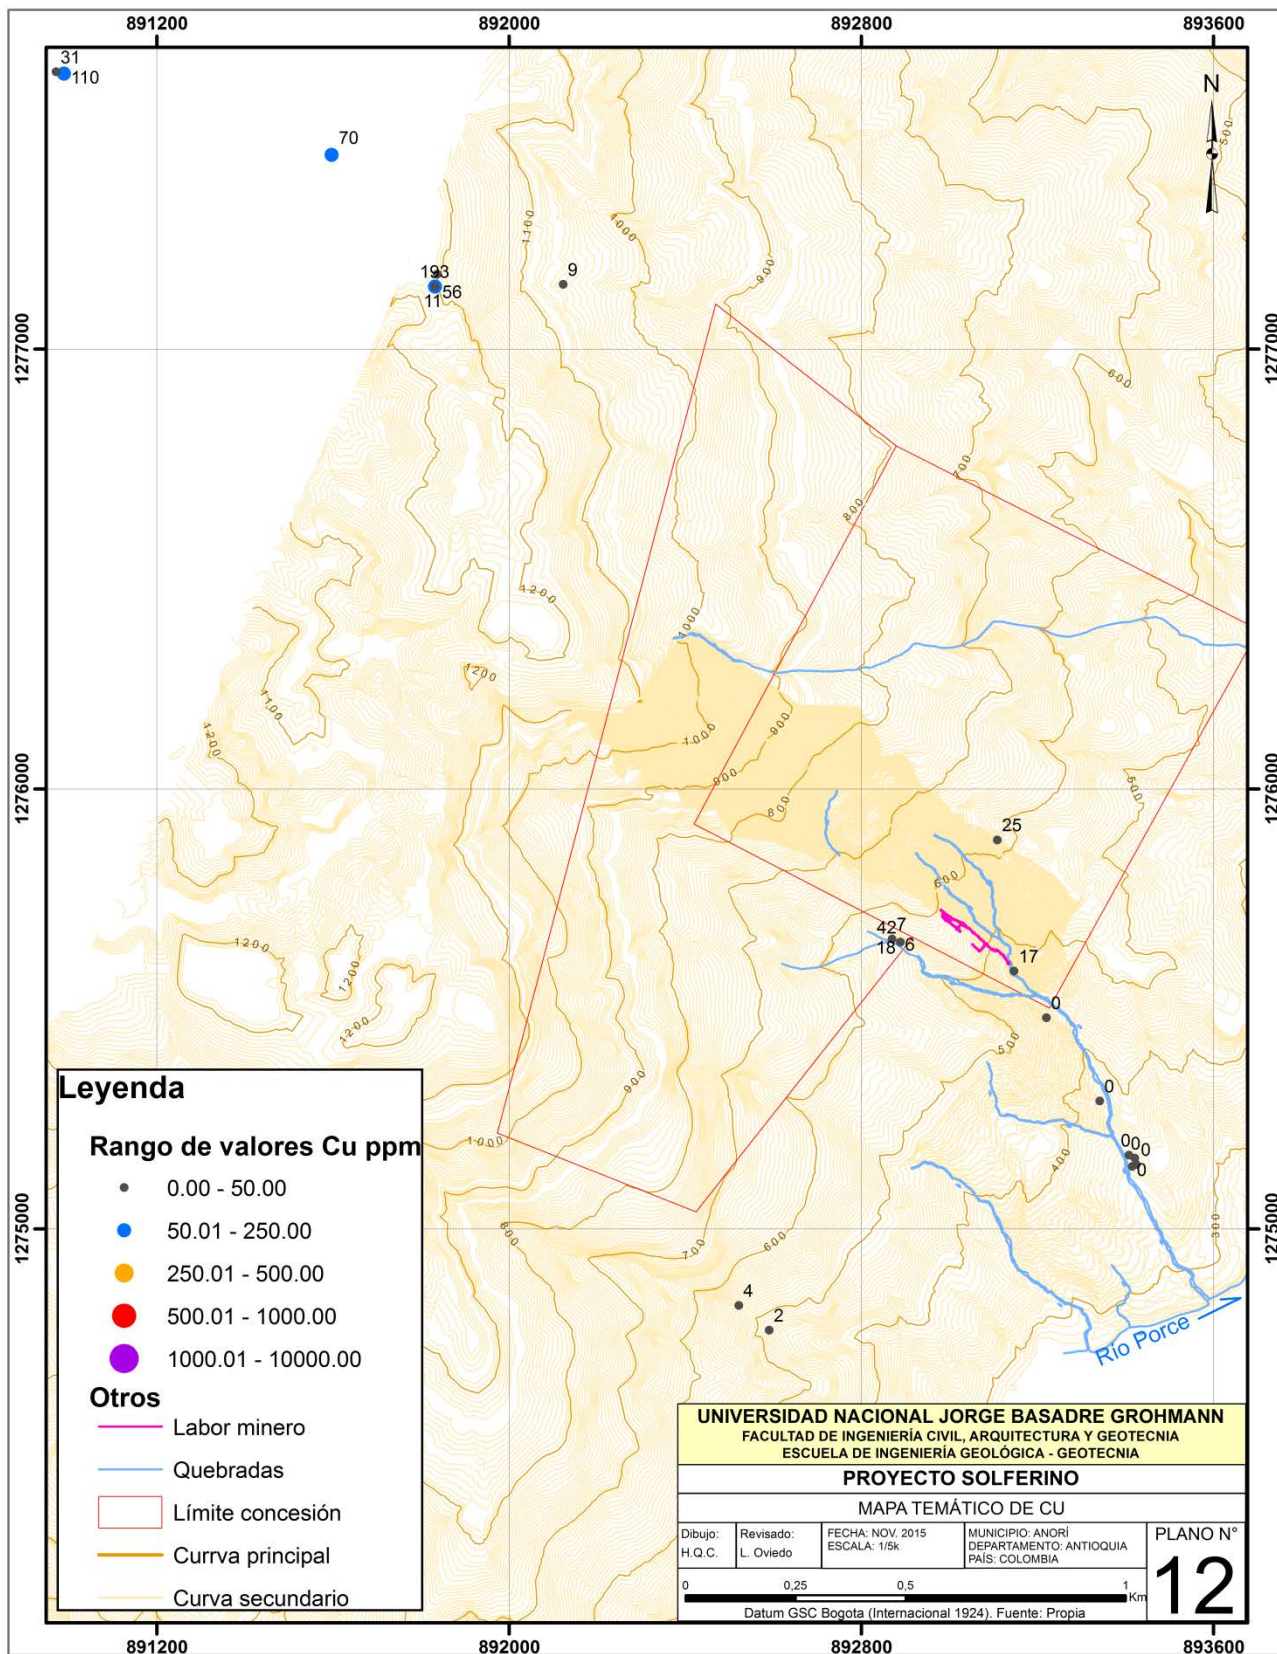 891200 892000 892800 893600
N
31
110
70
193
11 56
9
1277000 1277000
1276000 1276000
1275000 1275000
1100
1000
900
500
600
700
800
1000
1200
1200
1100
1200
1000
900
900
800
500
600
25
427
18 6
17
0
500
0
000
0
400
300
1200
1200
1200
900
1000
800
700
600
4
2
Río Porce
Leyenda
Rango de valores Cu ppm
0.00 - 50.00
50.01 - 250.00
250.01 - 500.00
500.01 - 1000.00
1000.01 - 10000.00
Otros
Labor minero
Quebradas
Límite concesión
Currva principal
Curva secundario
UNIVERSIDAD NACIONAL JORGE BASADRE GROHMANN
FACULTAD DE INGENIERÍA CIVIL, ARQUITECTURA Y GEOTECNIA
ESCUELA DE INGENIERÍA GEOLÓGICA - GEOTECNIA
PROYECTO SOLFERINO
MAPA TEMÁTICO DE CU
Dibujo:
H.Q.C.
Revisado:
L. Oviedo
FECHA: NOV. 2015
ESCALA: 1/5k
MUNICIPIO: ANORÍ
DEPARTAMENTO: ANTIOQUIA
PAÍS: COLOMBIA
PLANO N°
12
0 0,25 0,5 1
Km
Datum GSC Bogota (Internacional 1924). Fuente: Propia
891200 892000 892800 893600